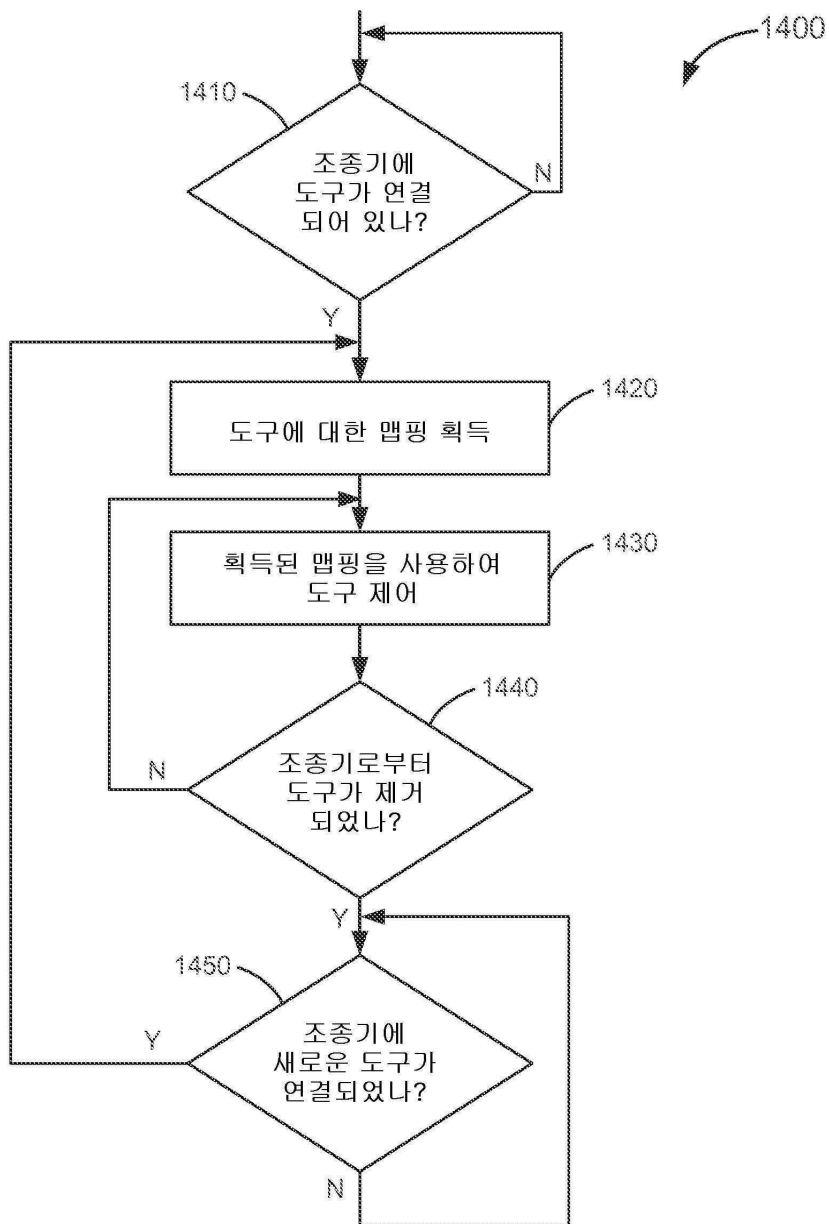 1400
1410
조종기에
도구가 연결
되어 있나?
N
Y
1420
도구에 대한 맵핑 획득
1430
획득된 맵핑을 사용하여
도구 제어
1440
조종기로부터
도구가 제거
되었나?
N
Y
1450
조종기에
새로운 도구가
연결되었나?
Y
N